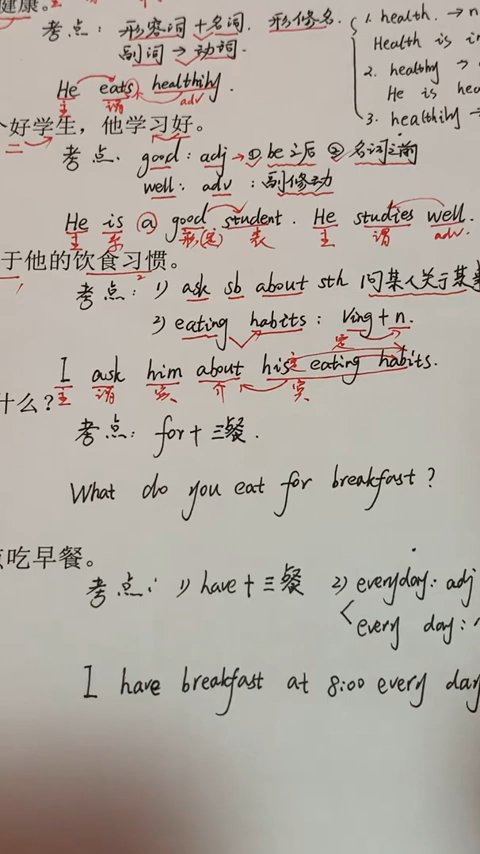 健康。
考点：形容词+名词. 形修名.
副词→动词.
1. health. → n
Health is in
2. healthy →
He is hea
3. healthily →
He eats healthily.
主 谓 adv
好学生，他学习好。
考点. good: adj → ① be之后 ② 名词之前
well: adv : 副修动
He is a good student. He studies well.
主 系 形(定) 表 主 谓 adv.
于他的饮食习惯。
考点: 1) ask sb about sth 问某人关于某
2) eating habits: Ving + n.
定
I ask him about his eating habits.
主 谓 宾 介 宾
什么？
考点: for + 三餐.
What do you eat for breakfast?
吃早餐。
考点: 1) have + 三餐 2) everyday: adj
every day:
I have breakfast at 8:00 every day